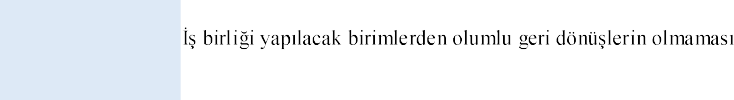 İş birliği yapılacak birimlerden olumlu geri dönüşlerin olmaması